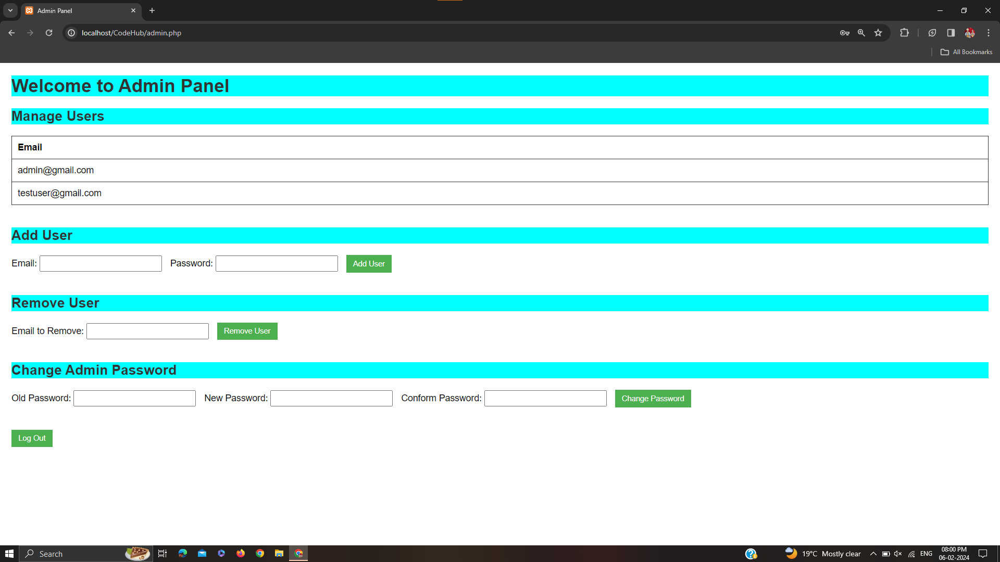 Admin Panel
localhost/CodeHub/admin.php
All Bookmarks
Welcome to Admin Panel
Manage Users
Email
admin@gmail.com
testuser@gmail.com
Add User
Email: Password: Add User
Remove User
Email to Remove: Remove User
Change Admin Password
Old Password: New Password: Conform Password: Change Password
Log Out
Search 19°C Mostly clear ENG 08:00 PM
06-02-2024